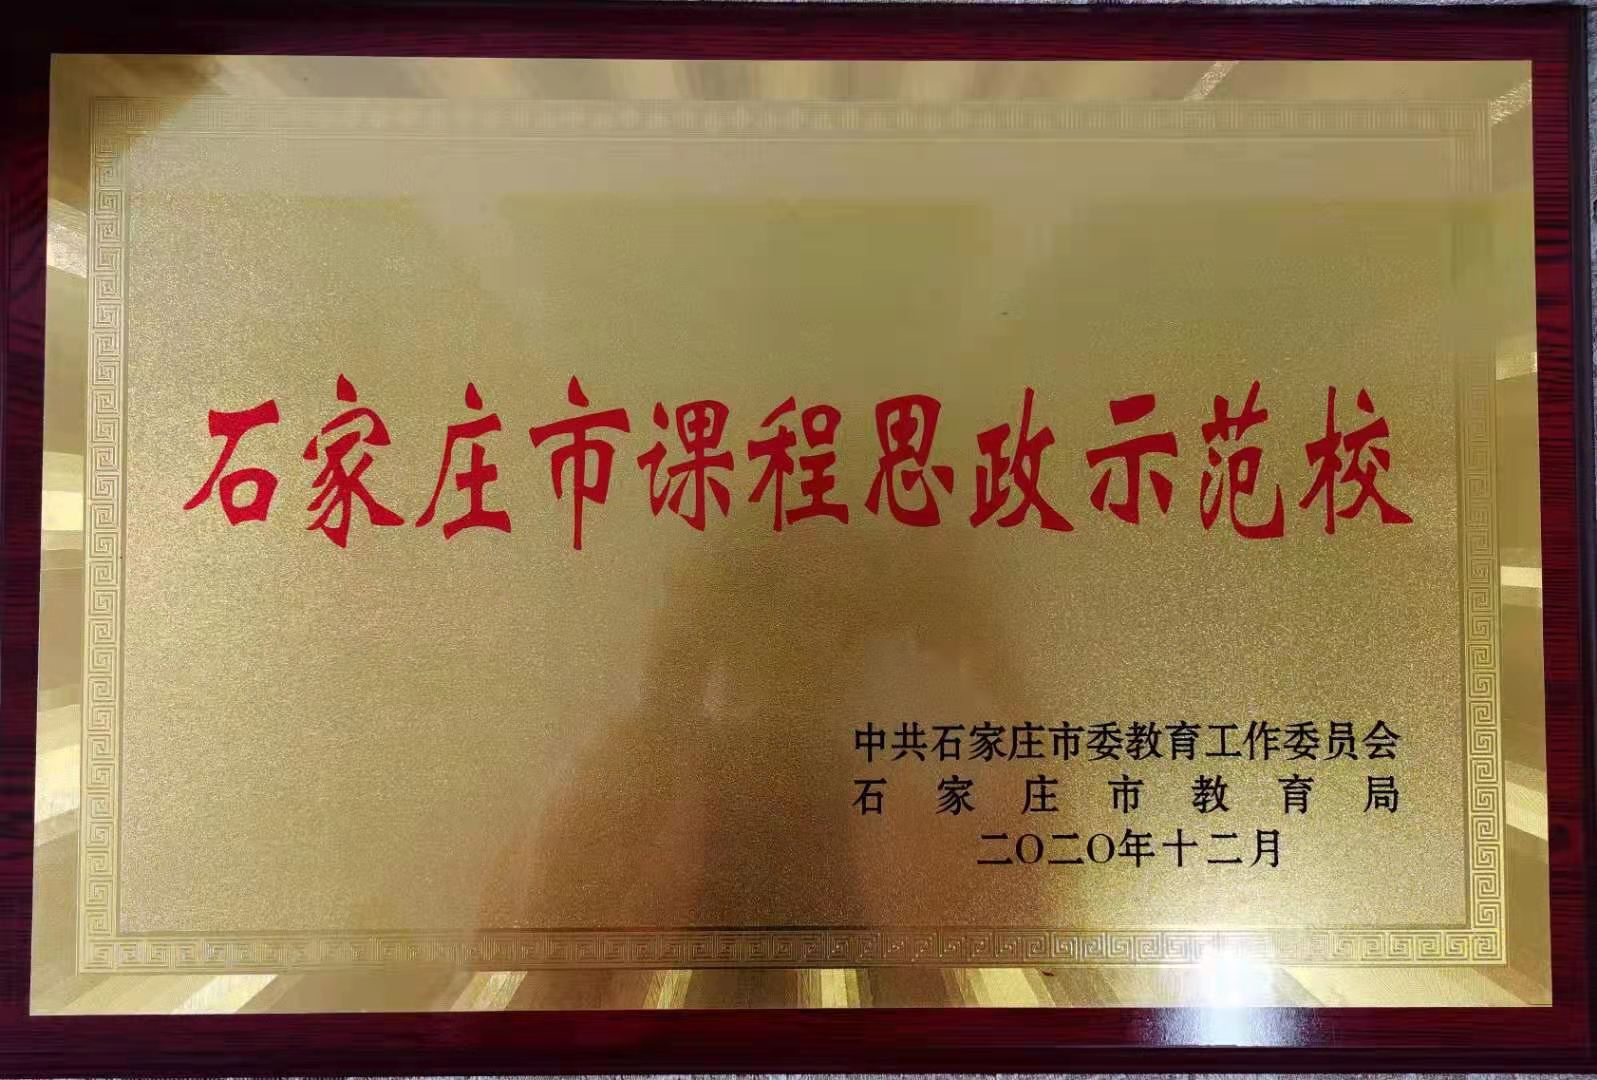 石家庄市课程思政示范校
中共石家庄市委教育工作委员会
石家庄市教育局
二〇二〇年十二月